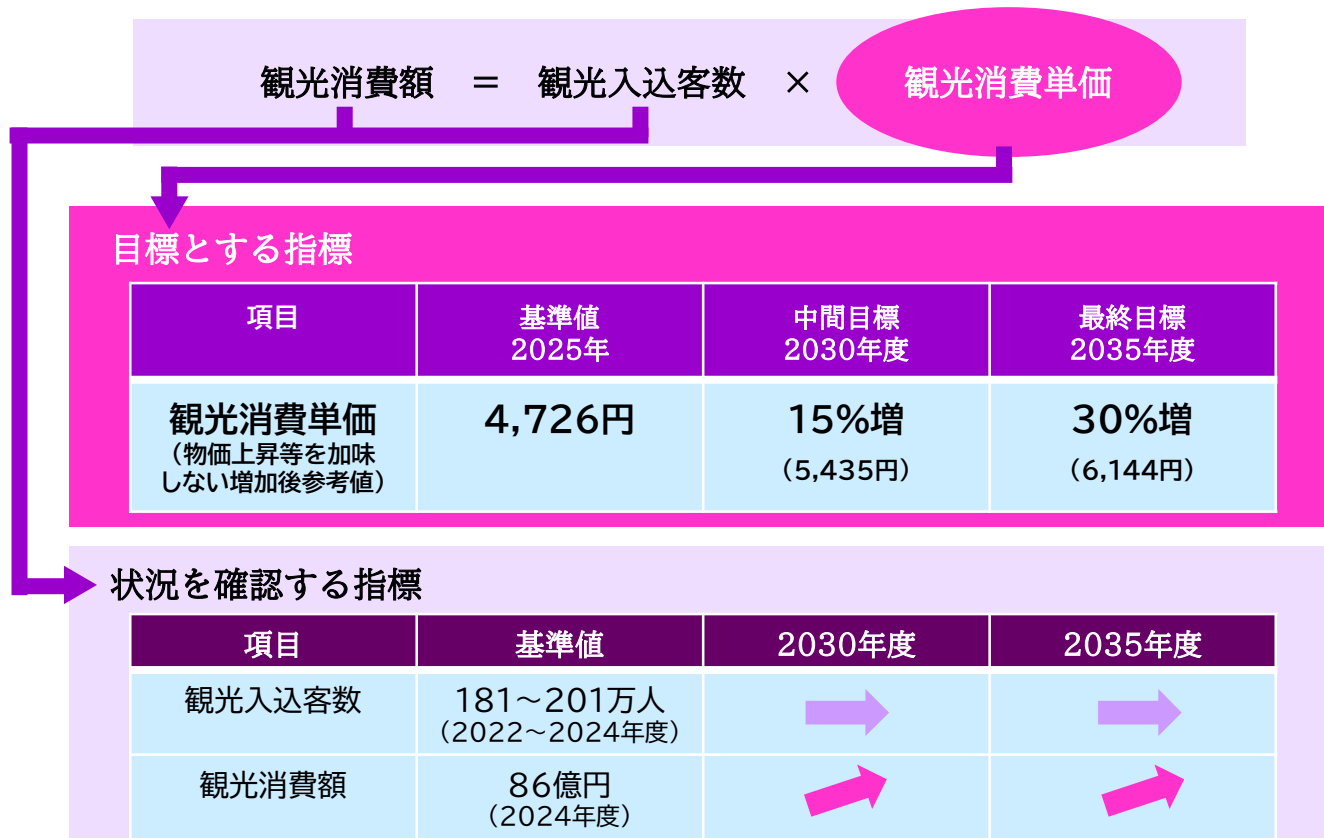 観光消費額 ＝ 観光入込客数 × 観光消費単価
目標とする指標
項目 基準値 中間目標 最終目標
2025年 2030年度 2035年度
観光消費単価 4,726円 15%増 30%増
（物価上昇等を加味
しない増加後参考値） （5,435円） （6,144円）
状況を確認する指標
項目 基準値 2030年度 2035年度
観光入込客数 181～201万人
（2022～2024年度）
観光消費額 86億円
（2024年度）